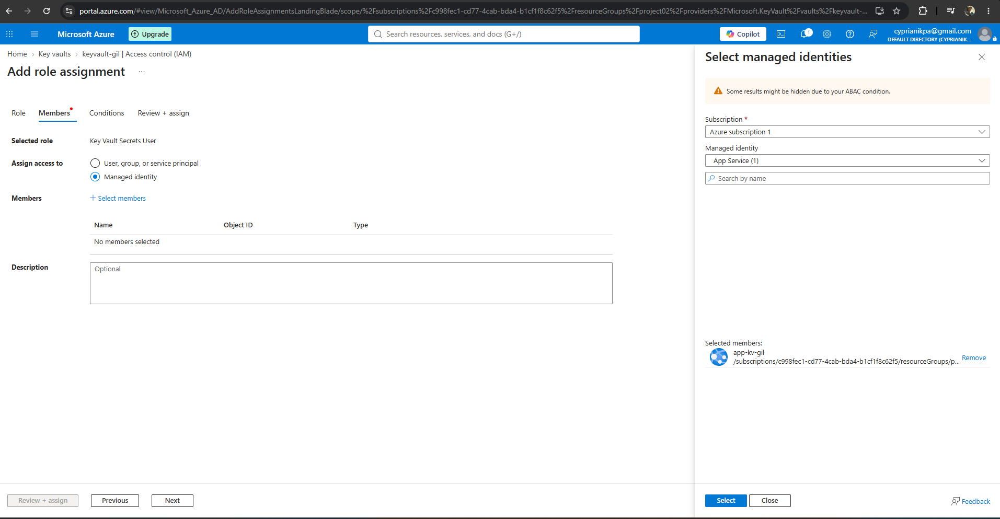 portal.azure.com/#view/Microsoft_Azure_AD/AddRoleAssignmentsLandingBlade/scope/%2Fsubscriptions%2Fc998fec1-cd77-4cab-bda4-b1cf1f8c62f5%2FresourceGroups%2Fproject02%2Fproviders%2FMicrosoft.KeyVault%2Fvaults%2Fkeyvault-...
Microsoft Azure
Upgrade
Search resources, services, and docs (G+/)
Copilot
1
cyprianikpa@gmail.com
DEFAULT DIRECTORY (CYPRIANIK...
Home > Key vaults > keyvault-gil | Access control (IAM)
Add role assignment ...
Role Members Conditions Review + assign
Selected role Key Vault Secrets User
Assign access to User, group, or service principal
Managed identity
Members + Select members
Name Object ID Type
No members selected
Description Optional
Review + assign Previous Next
Select managed identities
Some results might be hidden due to your ABAC condition.
Subscription *
Azure subscription 1
Managed identity
App Service (1)
Search by name
Selected members:
app-kv-gil
/subscriptions/c998fec1-cd77-4cab-bda4-b1cf1f8c62f5/resourceGroups/p... Remove
Select Close Feedback